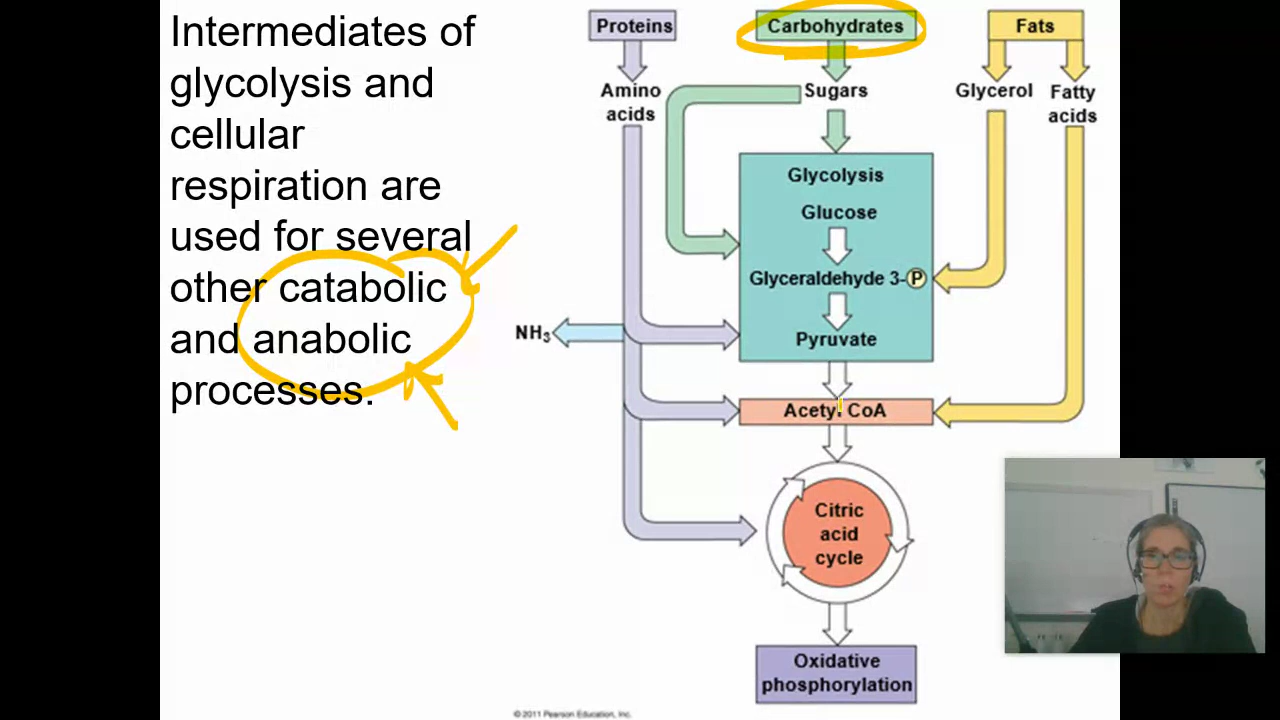 Intermediates of
glycolysis and
cellular
respiration are
used for several
other catabolic
and anabolic
processes.
Proteins
Carbohydrates
Fats
Amino
acids
Sugars
Glycerol
Fatty
acids
Glycolysis
Glucose
Glyceraldehyde 3-P
NH3
Pyruvate
Acetyl CoA
Citric
acid
cycle
Oxidative
phosphorylation
© 2011 Pearson Education, Inc.